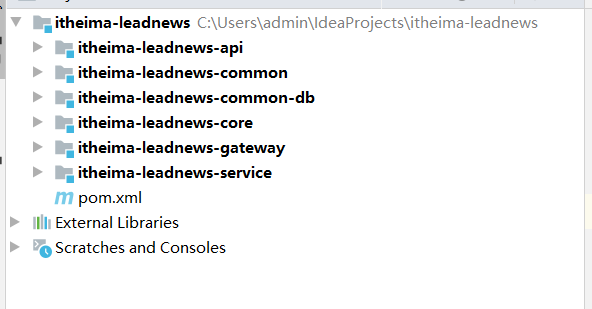 itheima-leadnews C:\Users\admin\IdeaProjects\itheima-leadnews
itheima-leadnews-api
itheima-leadnews-common
itheima-leadnews-common-db
itheima-leadnews-core
itheima-leadnews-gateway
itheima-leadnews-service
pom.xml
External Libraries
Scratches and Consoles